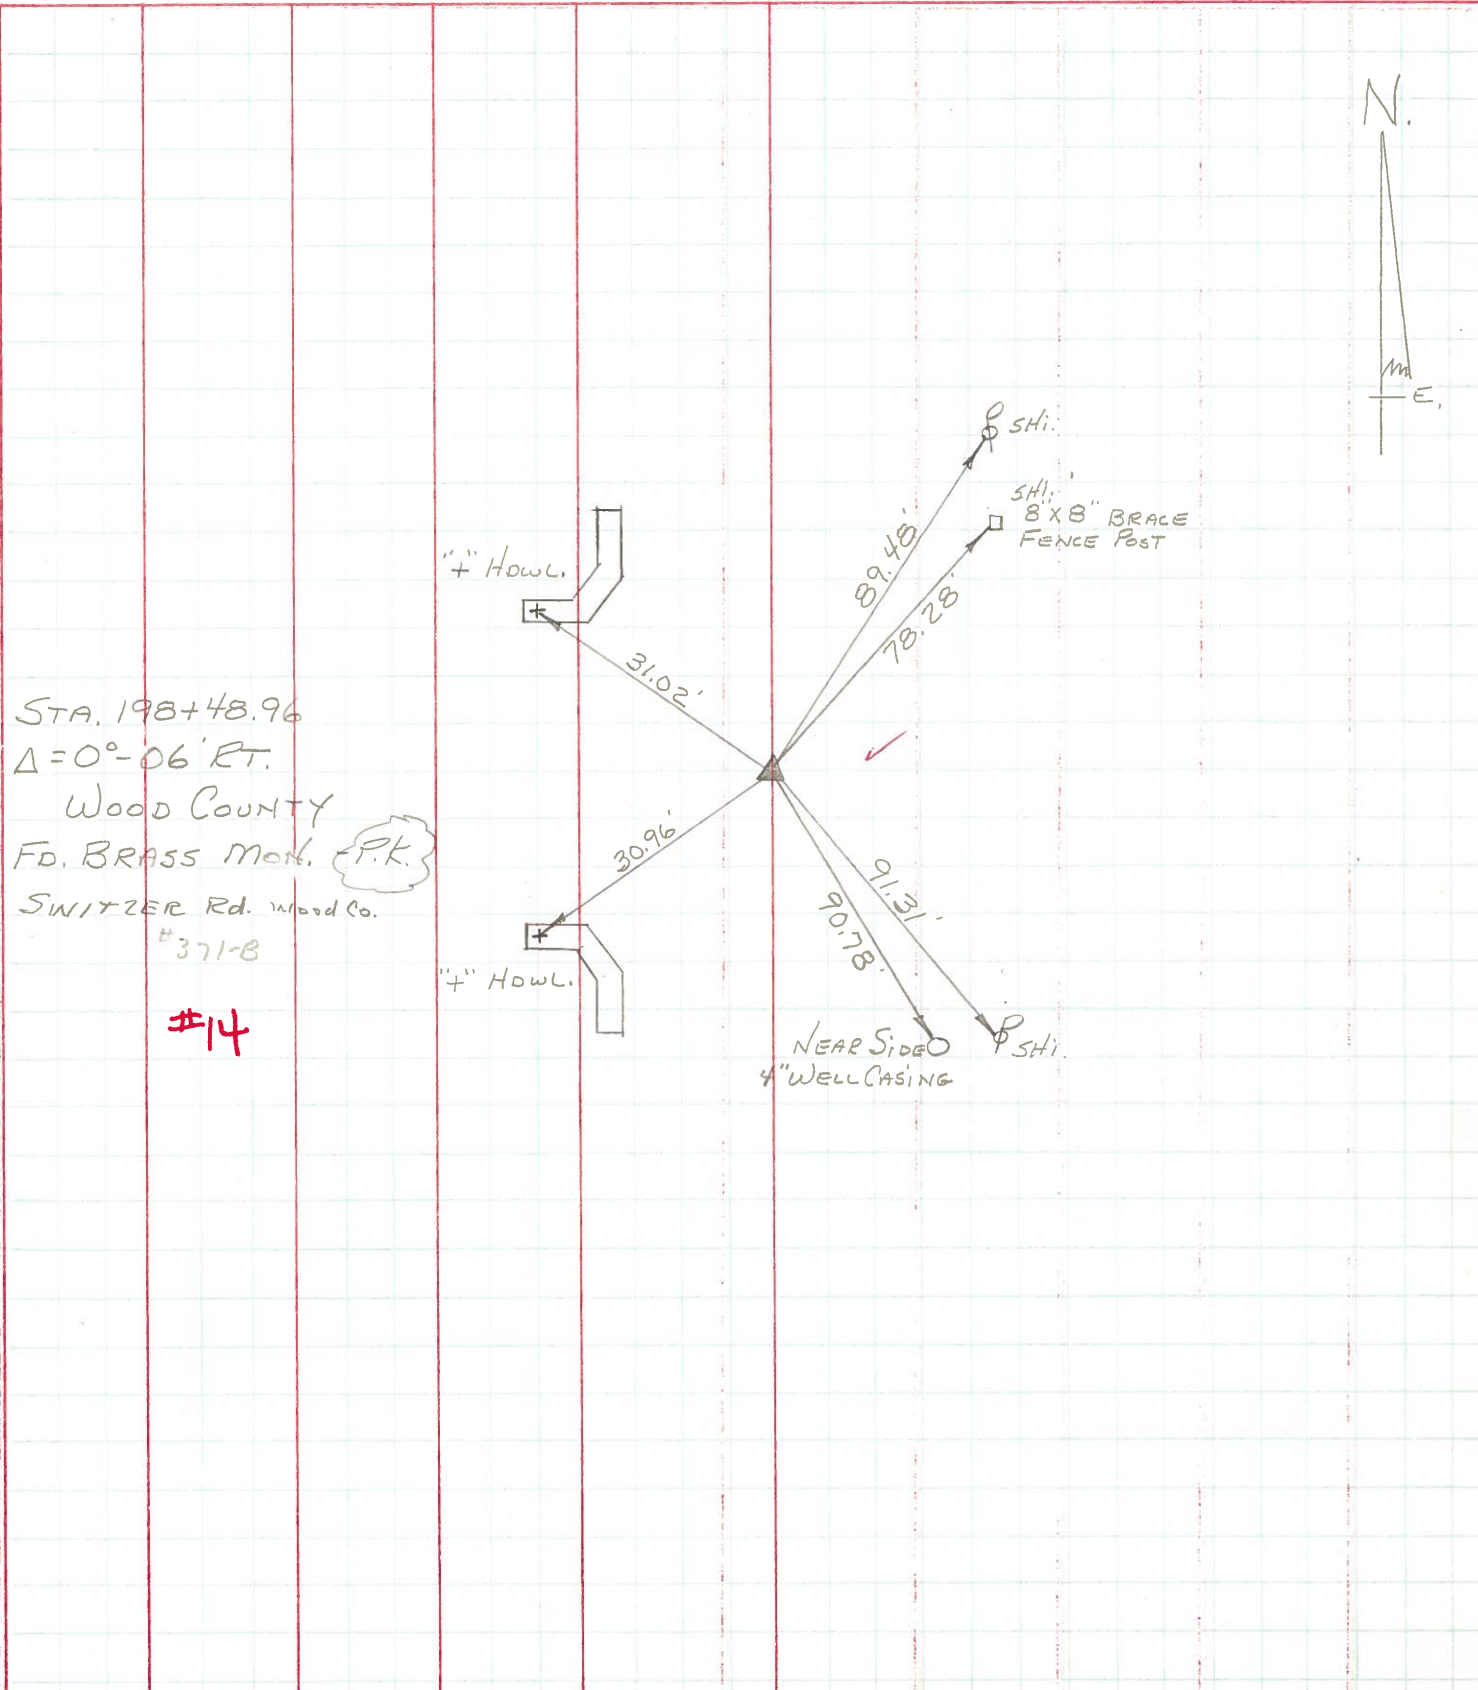 N.
E.
SHI.
SHI.
8"X8" BRACE
FENCE POST
89.48'
78.28'
"+" HDWL.
31.02'
STA. 198+48.96
Δ=0°-06' RT.
WOOD COUNTY
FD. BRASS MON. -P.K.
SWITZER Rd. Wood Co.
#371-B
#14
30.96'
"+" HDWL.
91.31'
90.78'
NEAR SIDE
4" WELL CASING
SHI.